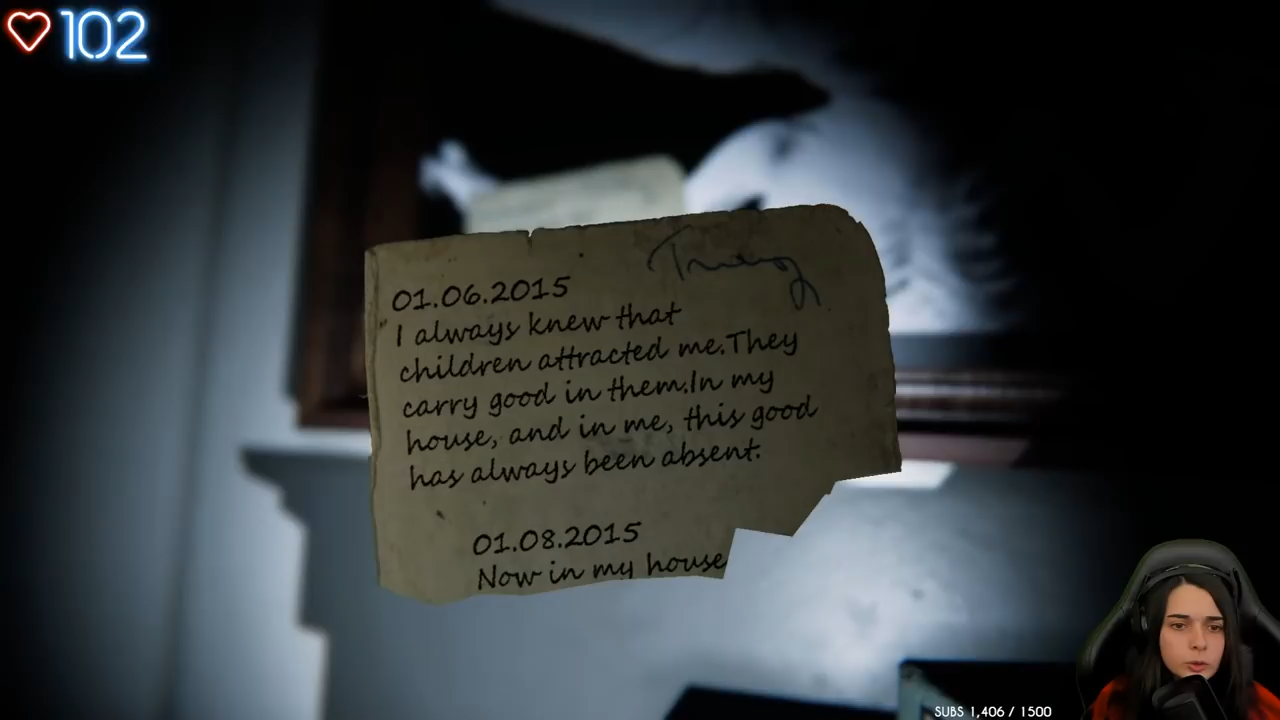 102
01.06.2015
I always knew that
children attracted me.They
carry good in them.In my
house, and in me, this good
has always been absent.
01.08.2015
Now in my house
SUBS 1,406 / 1500